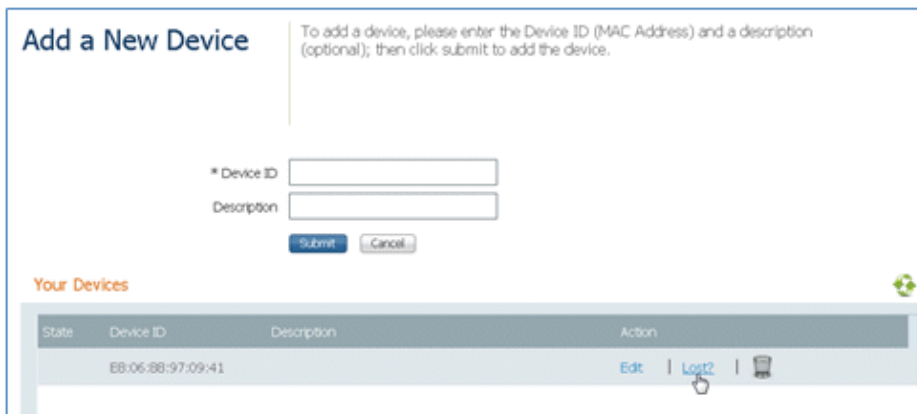 Add a New Device
To add a device, please enter the Device ID (MAC Address) and a description
(optional); then click submit to add the device.
* Device ID
Description
Submit Cancel
Your Devices
State Device ID Description Action
E8:06:88:97:09:41 Edit | Lost? |